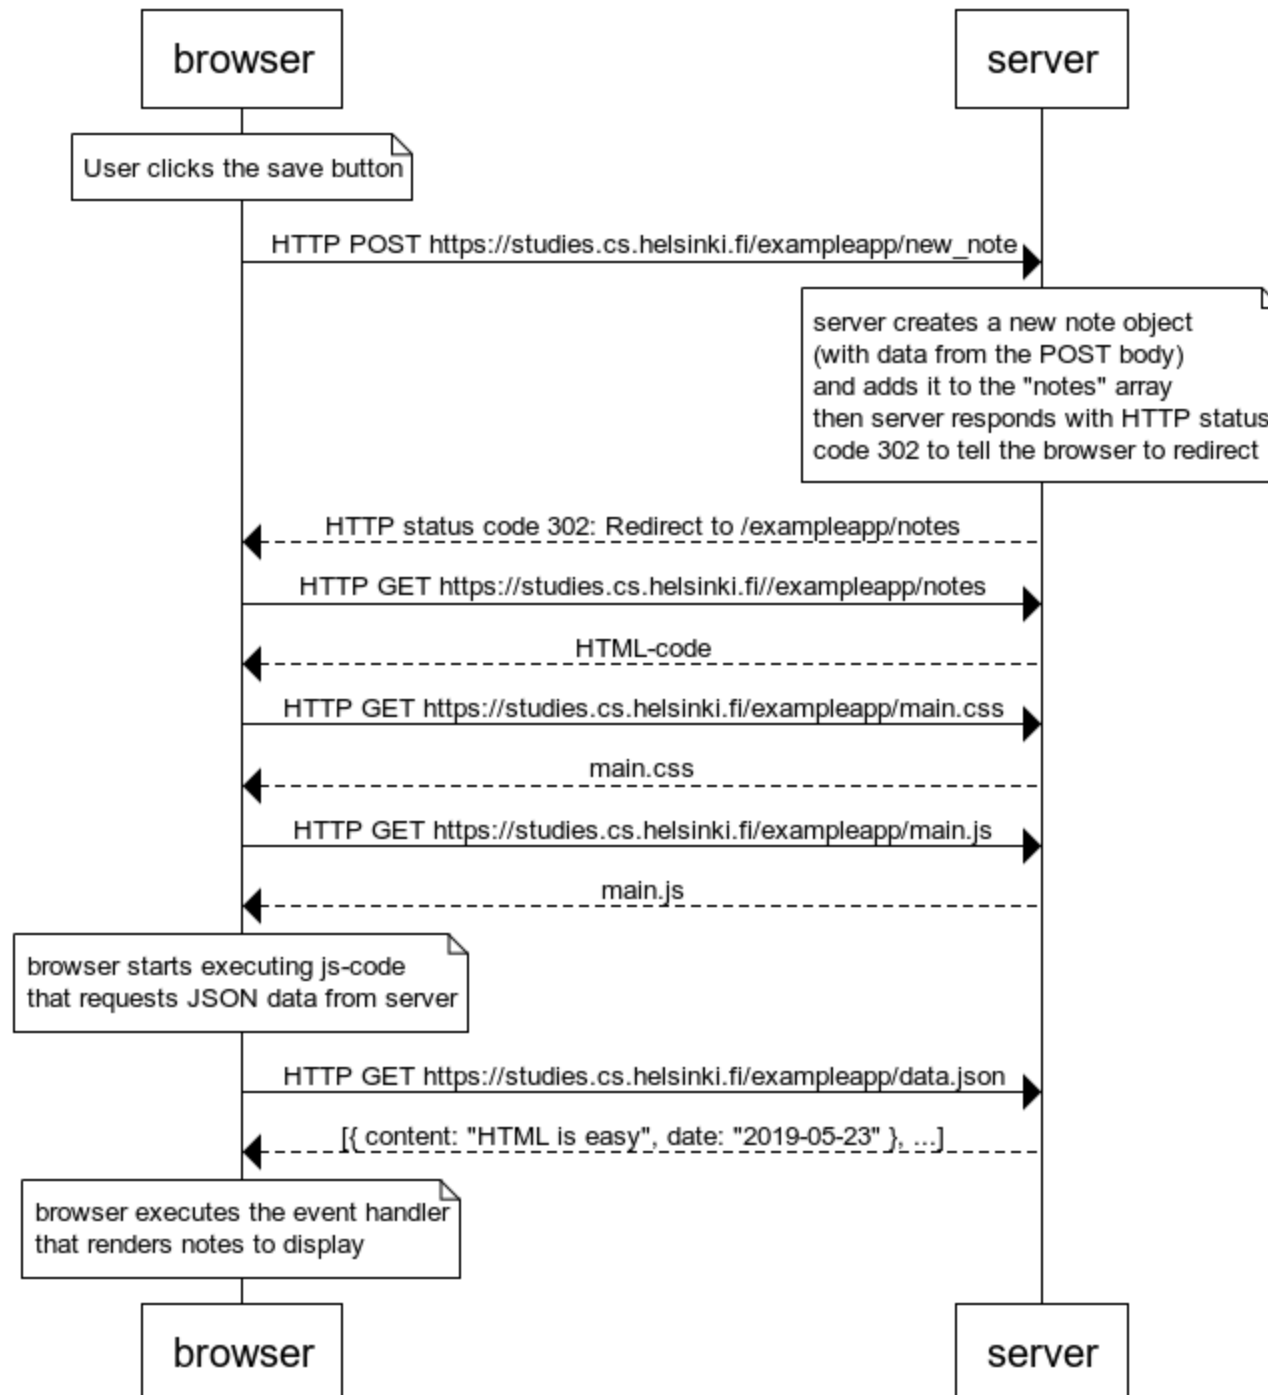 browser
server
User clicks the save button
HTTP POST https://studies.cs.helsinki.fi/exampleapp/new_note
server creates a new note object
(with data from the POST body)
and adds it to the "notes" array
then server responds with HTTP status
code 302 to tell the browser to redirect
HTTP status code 302: Redirect to /exampleapp/notes
HTTP GET https://studies.cs.helsinki.fi//exampleapp/notes
HTML-code
HTTP GET https://studies.cs.helsinki.fi/exampleapp/main.css
main.css
HTTP GET https://studies.cs.helsinki.fi/exampleapp/main.js
main.js
browser starts executing js-code
that requests JSON data from server
HTTP GET https://studies.cs.helsinki.fi/exampleapp/data.json
[{ content: "HTML is easy", date: "2019-05-23" }, ...]
browser executes the event handler
that renders notes to display
browser
server